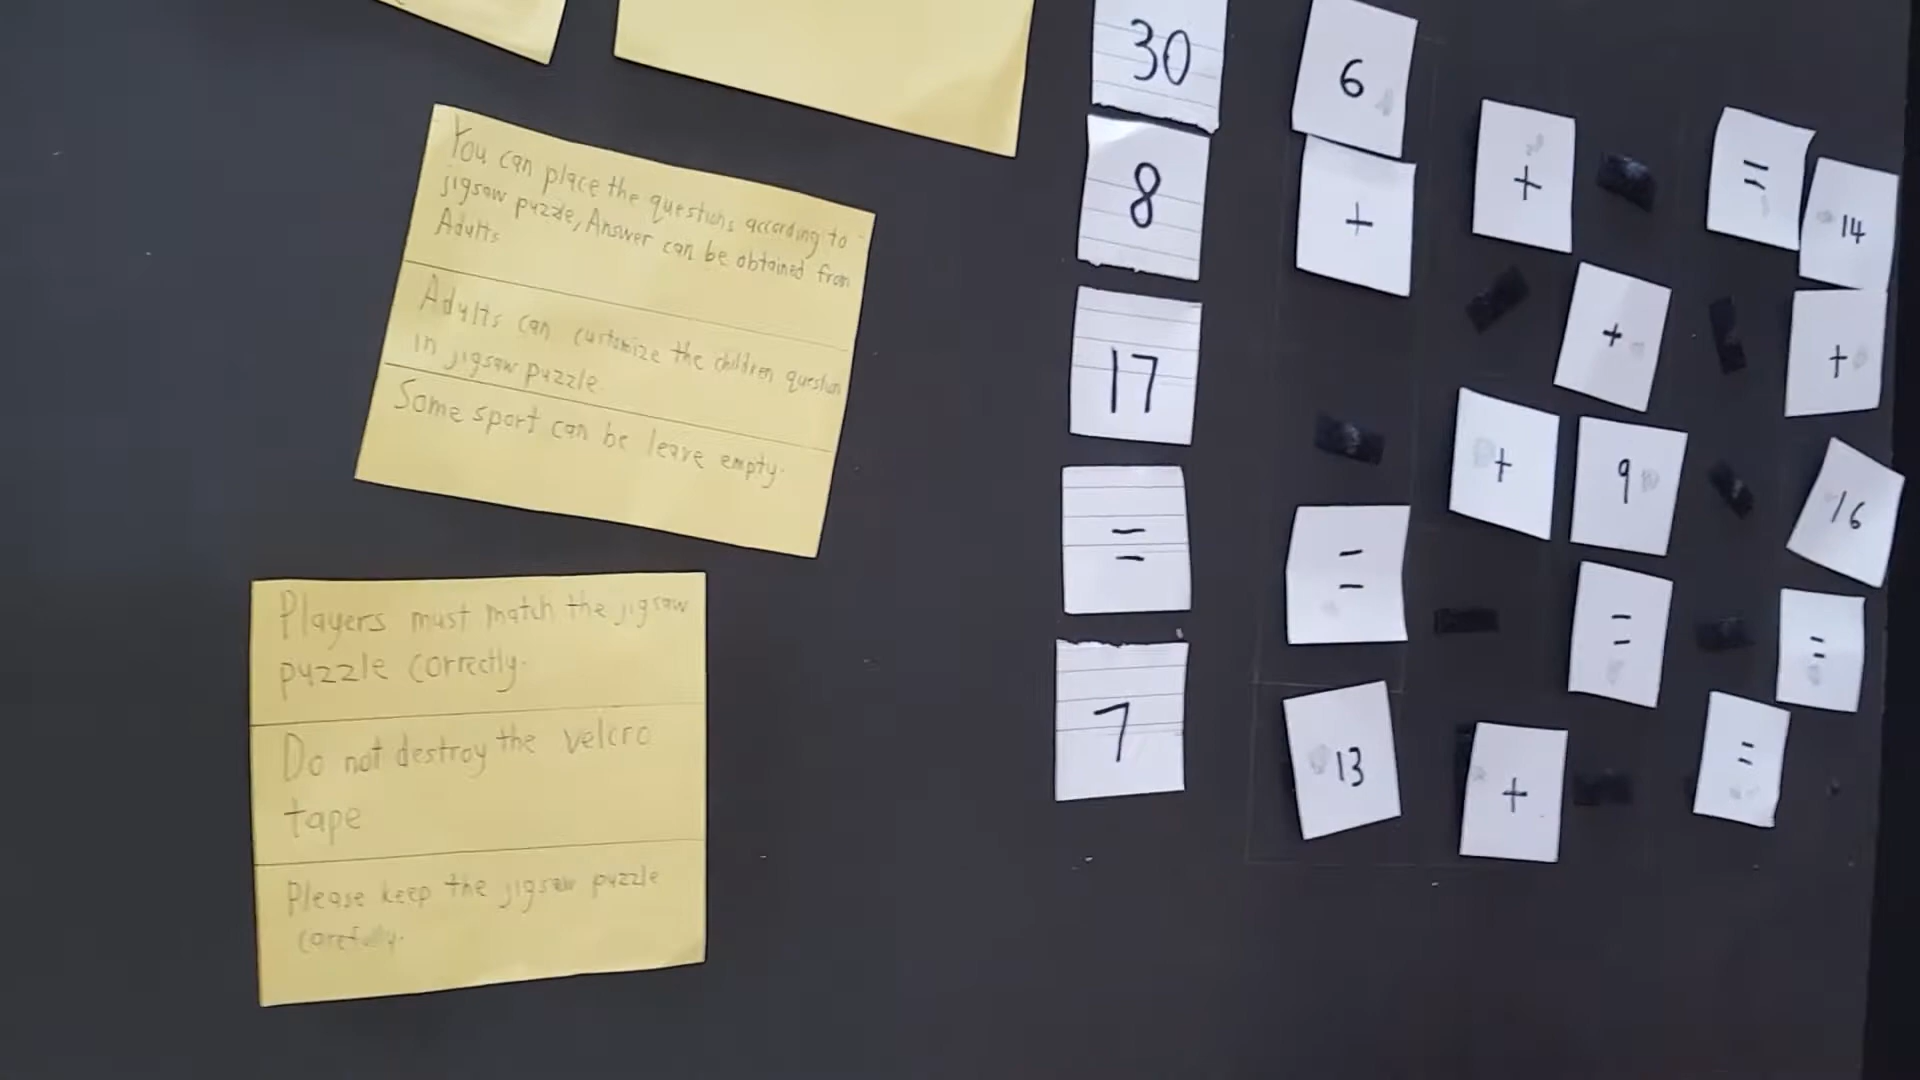 You can place the questions according to
jigsaw puzzle, Answer can be obtained from
Adults
Adults can customize the children question
in jigsaw puzzle.
Some sport can be leave empty.
Players must match the jigsaw
puzzle correctly.
Do not destroy the velcro
tape
Please keep the jigsaw puzzle
carefully.
30
8
17
=
7
6 + = 14
+ + +
+ 9 16
= = =
13 + =